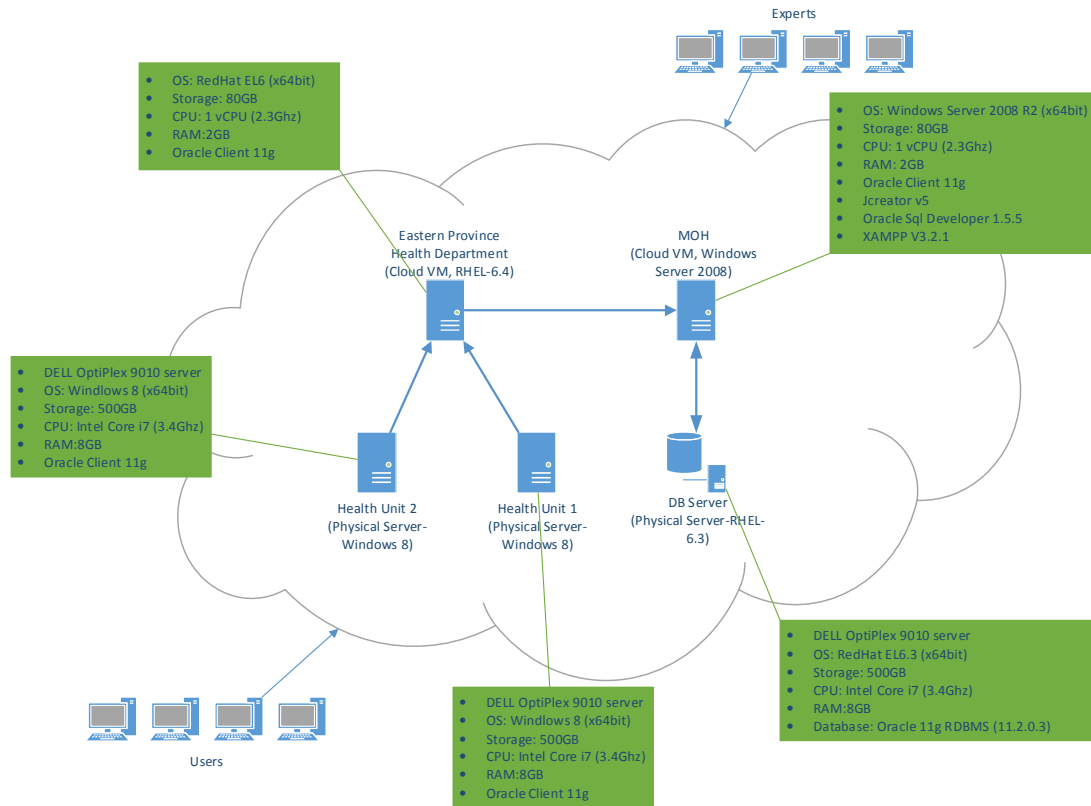 Experts
• OS: RedHat EL6 (x64bit)
• Storage: 80GB
• CPU: 1 vCPU (2.3Ghz)
• RAM:2GB
• Oracle Client 11g
• OS: Windows Server 2008 R2 (x64bit)
• Storage: 80GB
• CPU: 1 vCPU (2.3Ghz)
• RAM: 2GB
• Oracle Client 11g
• Jcreator v5
• Oracle Sql Developer 1.5.5
• XAMPP V3.2.1
Eastern Province
Health Department
(Cloud VM, RHEL-6.4)
MOH
(Cloud VM, Windows
Server 2008)
• DELL OptiPlex 9010 server
• OS: Windlows 8 (x64bit)
• Storage: 500GB
• CPU: Intel Core i7 (3.4Ghz)
• RAM:8GB
• Oracle Client 11g
Health Unit 2
(Physical Server-
Windows 8)
Health Unit 1
(Physical Server-
Windows 8)
DB Server
(Physical Server-RHEL-
6.3)
• DELL OptiPlex 9010 server
• OS: RedHat EL6.3 (x64bit)
• Storage: 500GB
• CPU: Intel Core i7 (3.4Ghz)
• RAM:8GB
• Database: Oracle 11g RDBMS (11.2.0.3)
• DELL OptiPlex 9010 server
• OS: Windlows 8 (x64bit)
• Storage: 500GB
• CPU: Intel Core i7 (3.4Ghz)
• RAM:8GB
• Oracle Client 11g
Users